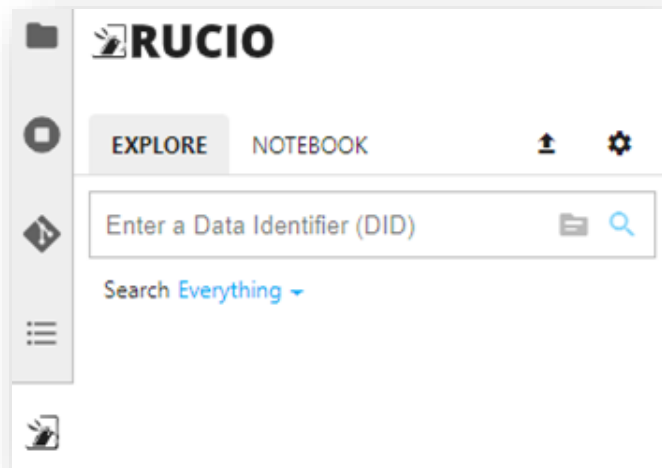 RUCIO
EXPLORE NOTEBOOK
Enter a Data Identifier (DID)
Search Everything